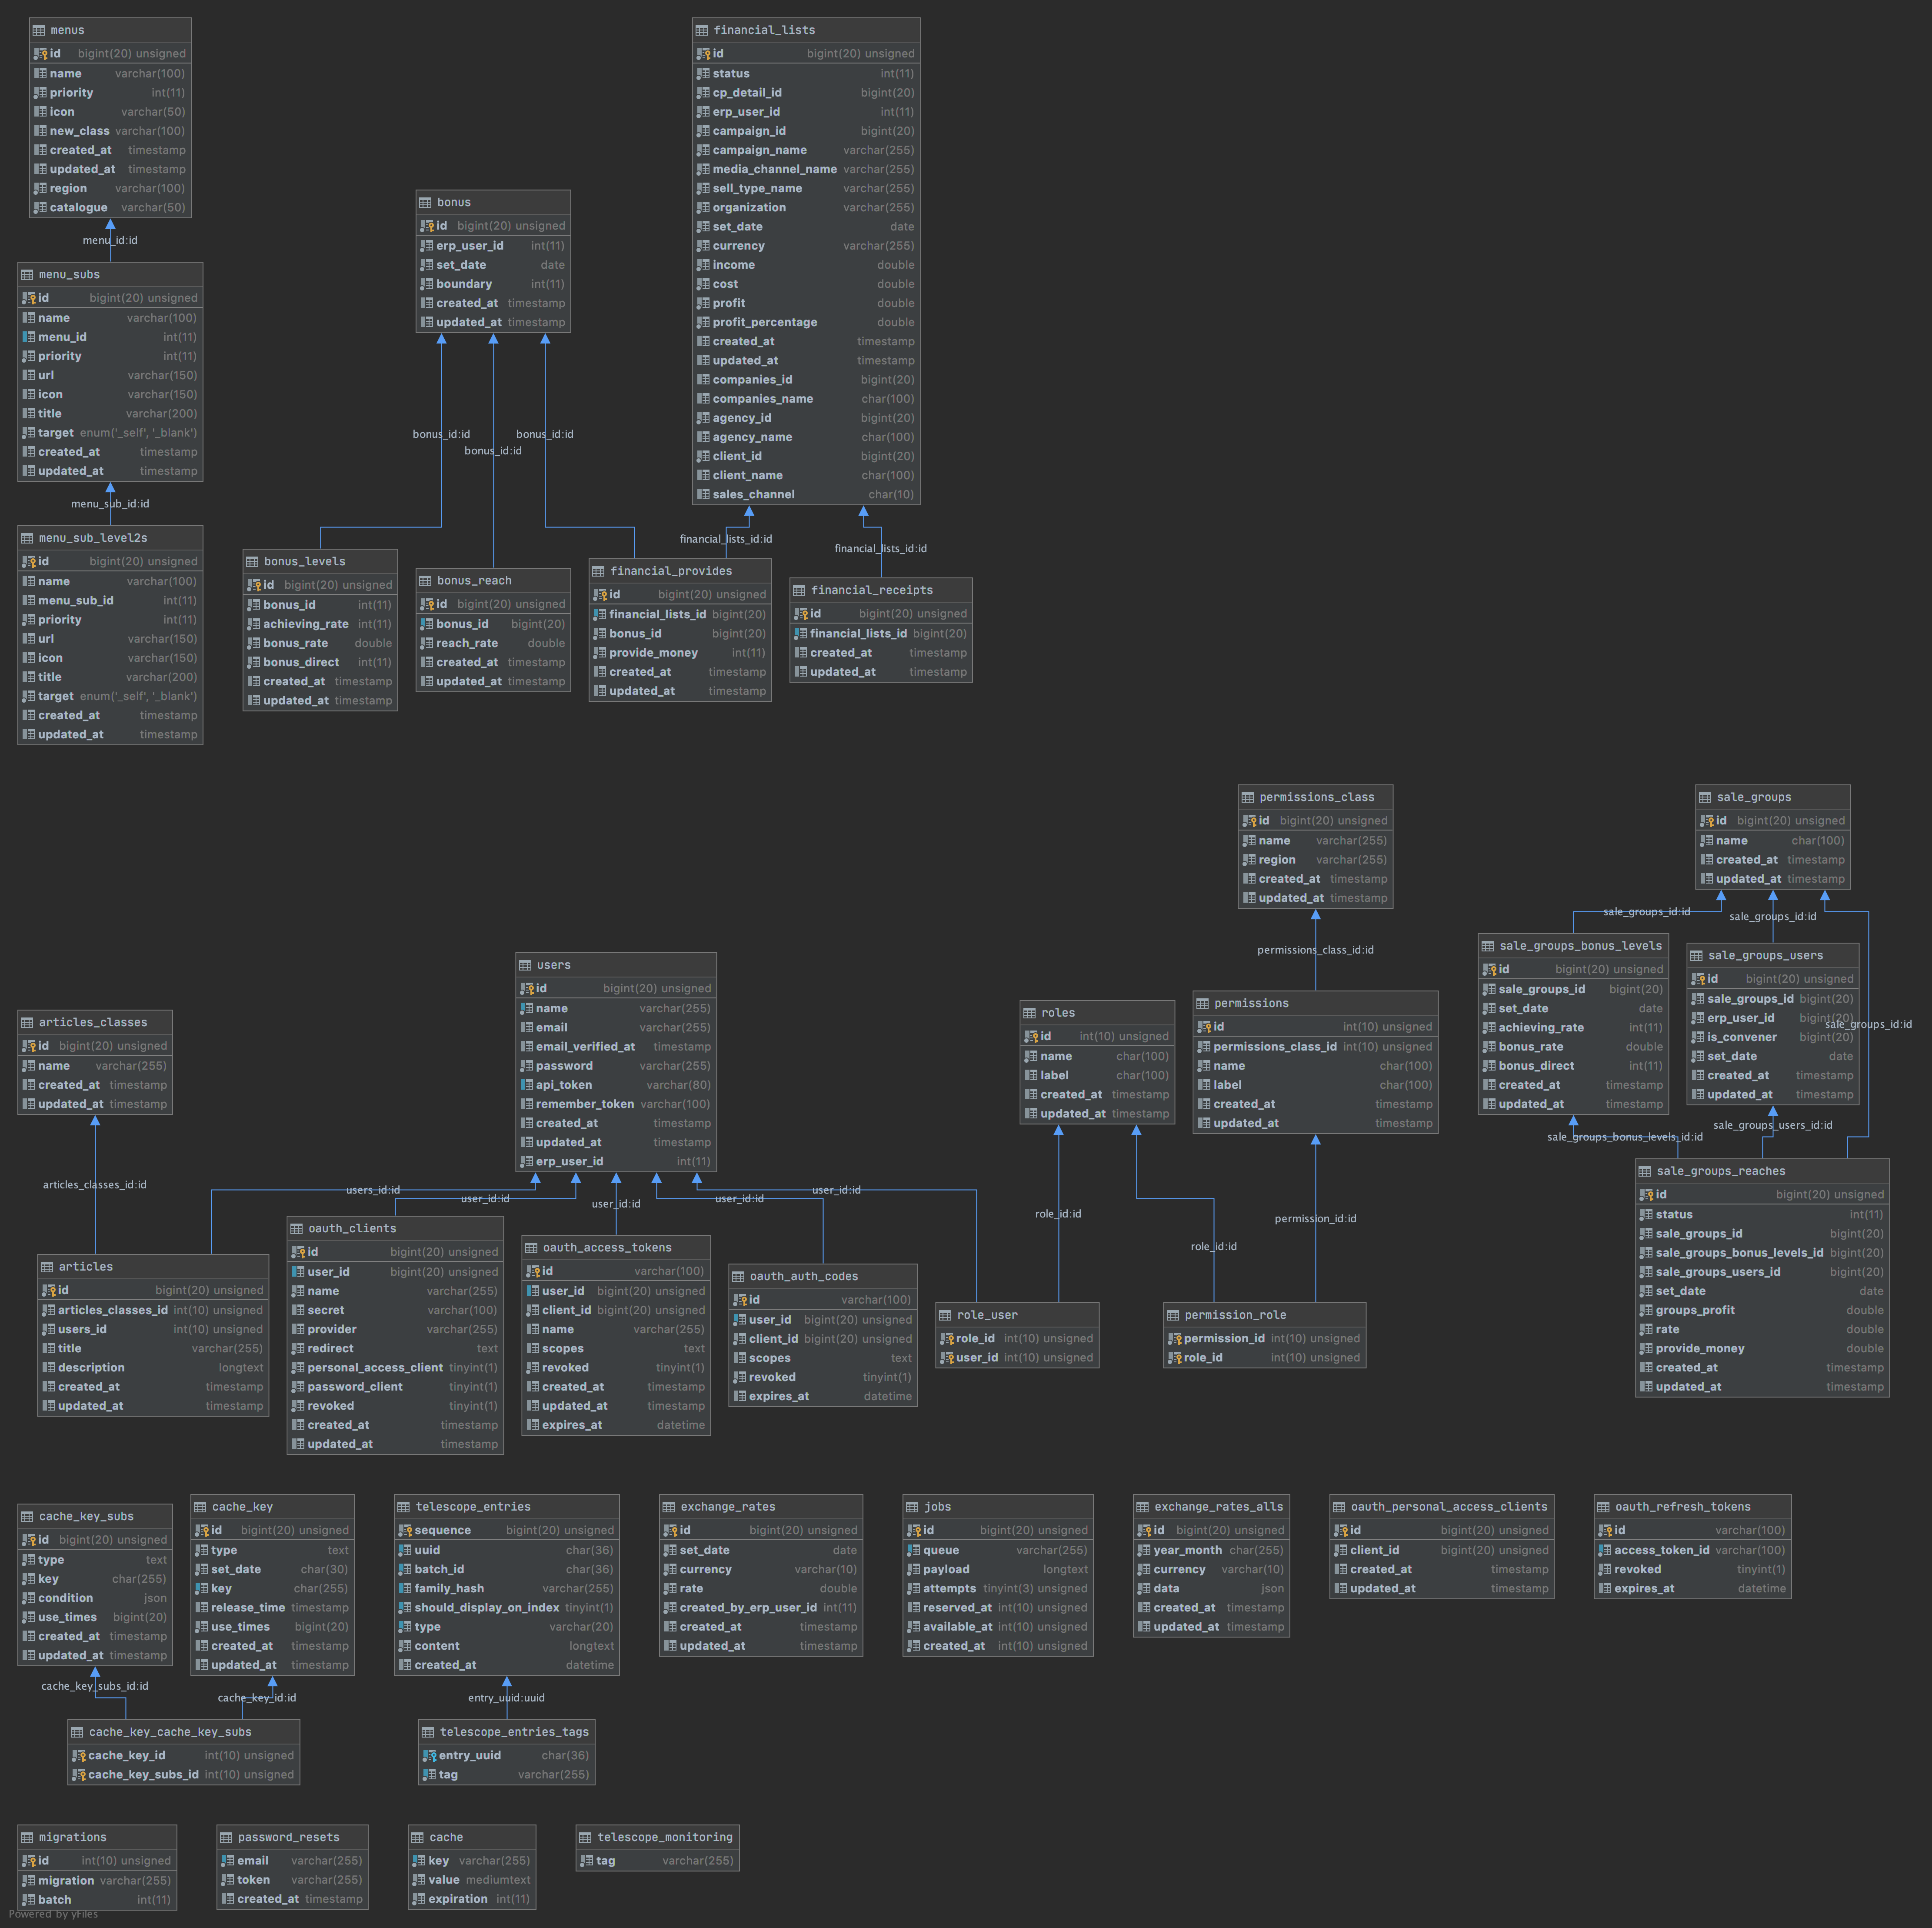 menus
id bigint(20) unsigned
name varchar(100)
priority int(11)
icon varchar(50)
new_class varchar(100)
created_at timestamp
updated_at timestamp
region varchar(100)
catalogue varchar(50)
menu_id:id
menu_subs
id bigint(20) unsigned
name varchar(100)
menu_id int(11)
priority int(11)
url varchar(150)
icon varchar(150)
title varchar(200)
target enum('_self', '_blank')
created_at timestamp
updated_at timestamp
menu_sub_id:id
menu_sub_level2s
id bigint(20) unsigned
name varchar(100)
menu_sub_id int(11)
priority int(11)
url varchar(150)
icon varchar(150)
title varchar(200)
target enum('_self', '_blank')
created_at timestamp
updated_at timestamp
bonus
id bigint(20) unsigned
erp_user_id int(11)
set_date date
boundary int(11)
created_at timestamp
updated_at timestamp
bonus_id:id
bonus_id:id
bonus_id:id
bonus_levels
id bigint(20) unsigned
bonus_id int(11)
achieving_rate int(11)
bonus_rate double
bonus_direct int(11)
created_at timestamp
updated_at timestamp
bonus_reach
id bigint(20) unsigned
bonus_id bigint(20)
reach_rate double
created_at timestamp
updated_at timestamp
financial_lists
id bigint(20) unsigned
status int(11)
cp_detail_id bigint(20)
erp_user_id int(11)
campaign_id bigint(20)
campaign_name varchar(255)
media_channel_name varchar(255)
sell_type_name varchar(255)
organization varchar(255)
set_date date
currency varchar(255)
income double
cost double
profit double
profit_percentage double
created_at timestamp
updated_at timestamp
companies_id bigint(20)
companies_name char(100)
agency_id bigint(20)
agency_name char(100)
client_id bigint(20)
client_name char(100)
sales_channel char(10)
financial_lists_id:id
financial_lists_id:id
financial_provides
id bigint(20) unsigned
financial_lists_id bigint(20)
bonus_id bigint(20)
provide_money int(11)
created_at timestamp
updated_at timestamp
financial_receipts
id bigint(20) unsigned
financial_lists_id bigint(20)
created_at timestamp
updated_at timestamp
permissions_class
id bigint(20) unsigned
name varchar(255)
region varchar(255)
created_at timestamp
updated_at timestamp
permissions_class_id:id
sale_groups
id bigint(20) unsigned
name char(100)
created_at timestamp
updated_at timestamp
sale_groups_id:id
sale_groups_id:id
sale_groups_id:id
sale_groups_bonus_levels
id bigint(20) unsigned
sale_groups_id bigint(20)
set_date date
achieving_rate int(11)
bonus_rate double
bonus_direct int(11)
created_at timestamp
updated_at timestamp
sale_groups_users
id bigint(20) unsigned
sale_groups_id bigint(20)
erp_user_id bigint(20)
is_convener bigint(20)
set_date date
created_at timestamp
updated_at timestamp
sale_groups_bonus_levels_id:id
sale_groups_users_id:id
sale_groups_reaches
id bigint(20) unsigned
status int(11)
sale_groups_id bigint(20)
sale_groups_bonus_levels_id bigint(20)
sale_groups_users_id bigint(20)
set_date date
groups_profit double
rate double
provide_money double
created_at timestamp
updated_at timestamp
users
id bigint(20) unsigned
name varchar(255)
email varchar(255)
email_verified_at timestamp
password varchar(255)
api_token varchar(80)
remember_token varchar(100)
created_at timestamp
updated_at timestamp
erp_user_id int(11)
roles
id int(10) unsigned
name char(100)
label char(100)
created_at timestamp
updated_at timestamp
permissions
id int(10) unsigned
permissions_class_id int(10) unsigned
name char(100)
label char(100)
created_at timestamp
updated_at timestamp
articles_classes
id bigint(20) unsigned
name varchar(255)
created_at timestamp
updated_at timestamp
articles_classes_id:id
users_id:id
user_id:id
user_id:id
user_id:id
user_id:id
role_id:id
role_id:id
permission_id:id
articles
id bigint(20) unsigned
articles_classes_id int(10) unsigned
users_id int(10) unsigned
title varchar(255)
description longtext
created_at timestamp
updated_at timestamp
oauth_clients
id bigint(20) unsigned
user_id bigint(20) unsigned
name varchar(255)
secret varchar(100)
provider varchar(255)
redirect text
personal_access_client tinyint(1)
password_client tinyint(1)
revoked tinyint(1)
created_at timestamp
updated_at timestamp
oauth_access_tokens
id varchar(100)
user_id bigint(20) unsigned
client_id bigint(20) unsigned
name varchar(255)
scopes text
revoked tinyint(1)
created_at timestamp
updated_at timestamp
expires_at datetime
oauth_auth_codes
id varchar(100)
user_id bigint(20) unsigned
client_id bigint(20) unsigned
scopes text
revoked tinyint(1)
expires_at datetime
role_user
role_id int(10) unsigned
user_id int(10) unsigned
permission_role
permission_id int(10) unsigned
role_id int(10) unsigned
cache_key_subs
id bigint(20) unsigned
type text
key char(255)
condition json
use_times bigint(20)
created_at timestamp
updated_at timestamp
cache_key
id bigint(20) unsigned
type text
set_date char(30)
key char(255)
release_time timestamp
use_times bigint(20)
created_at timestamp
updated_at timestamp
cache_key_subs_id:id
cache_key_id:id
cache_key_cache_key_subs
cache_key_id int(10) unsigned
cache_key_subs_id int(10) unsigned
telescope_entries
sequence bigint(20) unsigned
uuid char(36)
batch_id char(36)
family_hash varchar(255)
should_display_on_index tinyint(1)
type varchar(20)
content longtext
created_at datetime
entry_uuid:uuid
telescope_entries_tags
entry_uuid char(36)
tag varchar(255)
exchange_rates
id bigint(20) unsigned
set_date date
currency varchar(10)
rate double
created_by_erp_user_id int(11)
created_at timestamp
updated_at timestamp
jobs
id bigint(20) unsigned
queue varchar(255)
payload longtext
attempts tinyint(3) unsigned
reserved_at int(10) unsigned
available_at int(10) unsigned
created_at int(10) unsigned
exchange_rates_alls
id bigint(20) unsigned
year_month char(255)
currency varchar(10)
data json
created_at timestamp
updated_at timestamp
oauth_personal_access_clients
id bigint(20) unsigned
client_id bigint(20) unsigned
created_at timestamp
updated_at timestamp
oauth_refresh_tokens
id varchar(100)
access_token_id varchar(100)
revoked tinyint(1)
expires_at datetime
migrations
id int(10) unsigned
migration varchar(255)
batch int(11)
password_resets
email varchar(255)
token varchar(255)
created_at timestamp
cache
key varchar(255)
value mediumtext
expiration int(11)
telescope_monitoring
tag varchar(255)
Powered by yFiles